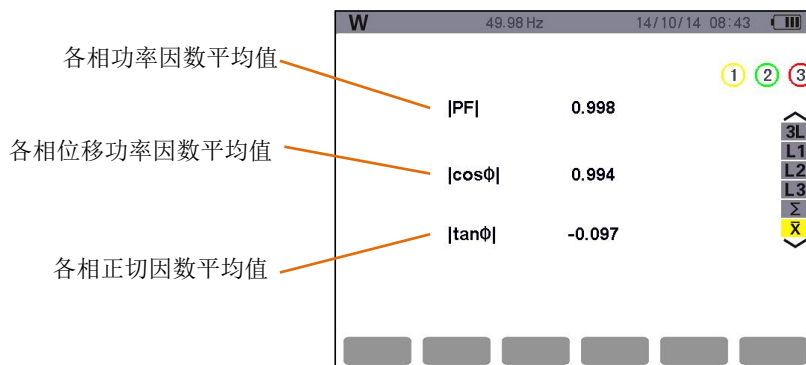 W 49.98 Hz 14/10/14 08:43
各相功率因数平均值
1 2 3
|PF| 0.998
3L
L1
各相位移功率因数平均值
|cosΦ| 0.994
L2
L3
Σ
X̅
|tanΦ| -0.097
各相正切因数平均值